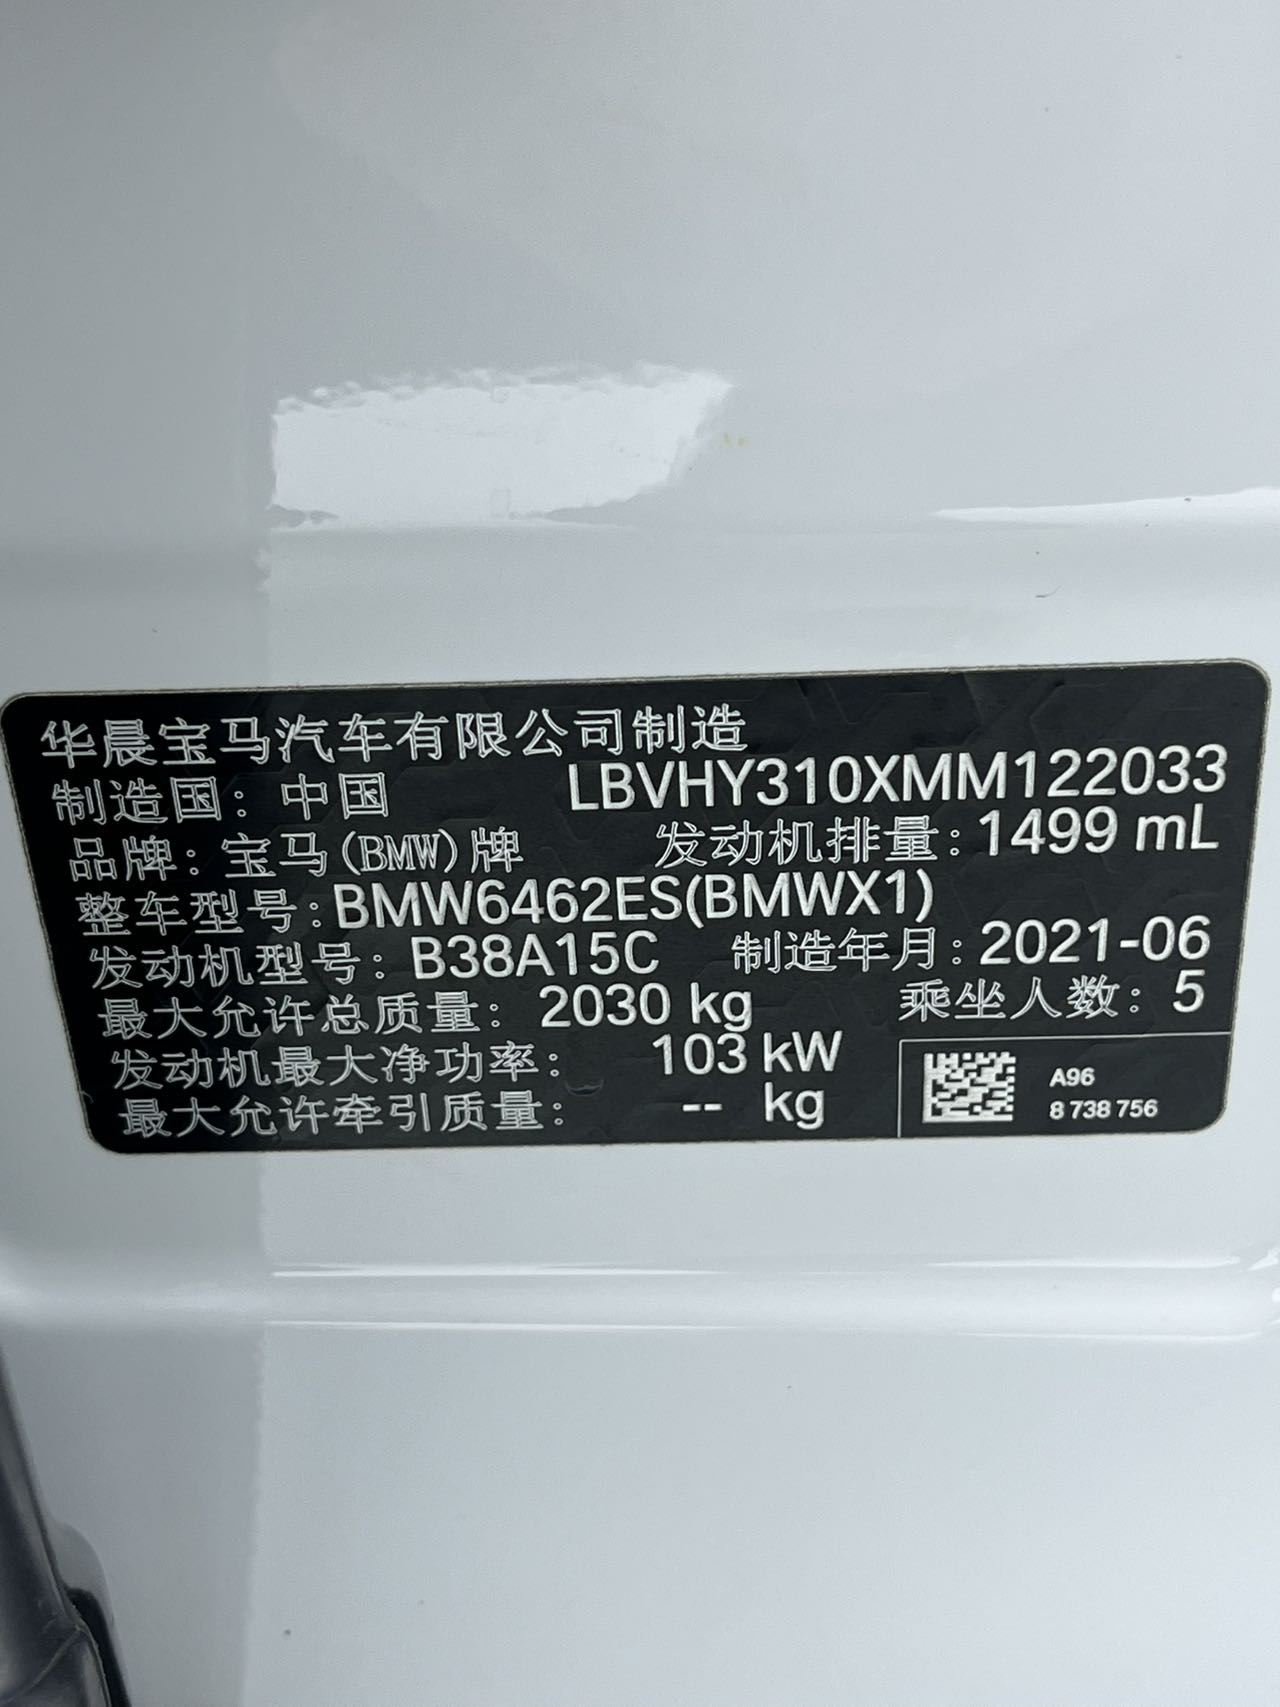 华晨宝马汽车有限公司制造
制造国：中国 LBVHY310XMM122033
品牌：宝马(BMW)牌 发动机排量：1499 mL
整车型号：BMW6462ES(BMWX1)
发动机型号：B38A15C 制造年月：2021-06
最大允许总质量：2030 kg 乘坐人数：5
发动机最大净功率：103 kW
最大允许牵引质量：-- kg
A96
8 738 756